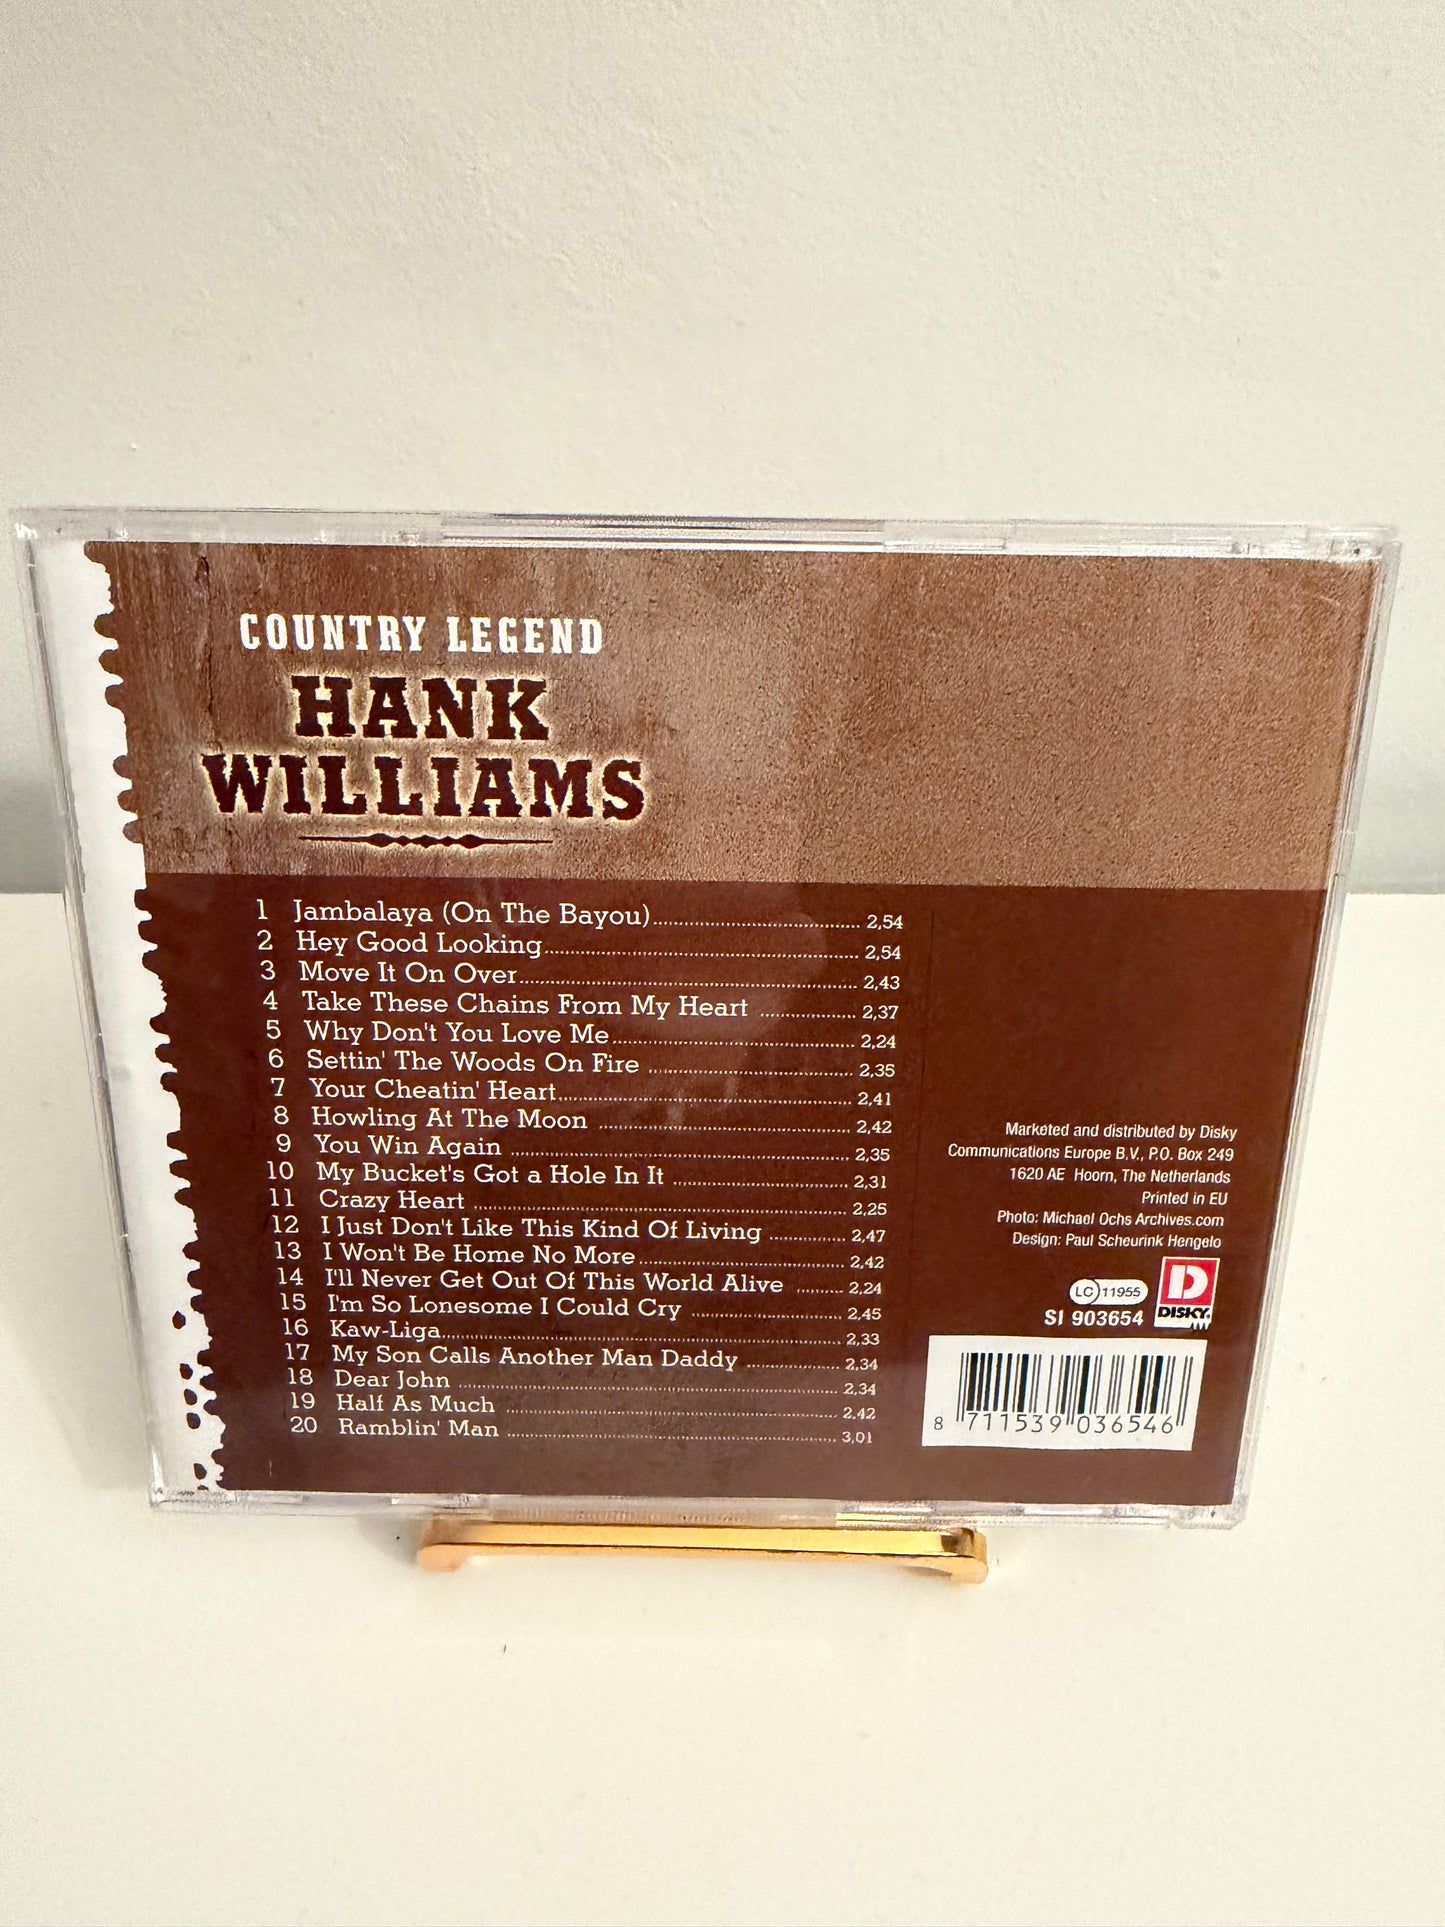 COUNTRY LEGEND
HANK
WILLIAMS
1 Jambalaya (On The Bayou) 2,54
2 Hey Good Looking 2,54
3 Move It On Over 2,43
4 Take These Chains From My Heart 2,37
5 Why Don't You Love Me 2,24
6 Settin' The Woods On Fire 2,35
7 Your Cheatin' Heart 2,41
8 Howling At The Moon 2,42
9 You Win Again 2,35
10 My Bucket's Got a Hole In It 2,31
11 Crazy Heart 2,25
12 I Just Don't Like This Kind Of Living 2,47
13 I Won't Be Home No More 2,42
14 I'll Never Get Out Of This World Alive 2,24
15 I'm So Lonesome I Could Cry 2,45
16 Kaw-Liga 2,33
17 My Son Calls Another Man Daddy 2,34
18 Dear John 2,34
19 Half As Much 2,42
20 Ramblin' Man 3,01
Marketed and distributed by Disky
Communications Europe B.V., P.O. Box 249
1620 AE Hoorn, The Netherlands
Printed in EU
Photo: Michael Ochs Archives.com
Design: Paul Scheurink Hengelo
LC 11955
SI 903654
D
DISKY
8 711539 036546